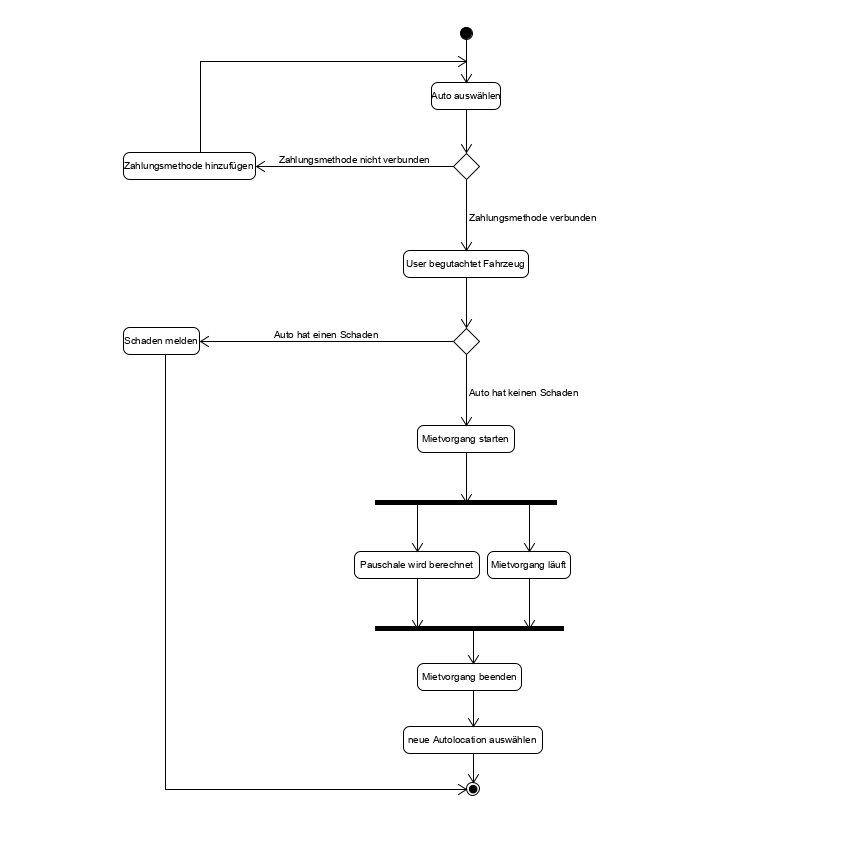 Auto auswählen
Zahlungsmethode nicht verbunden
Zahlungsmethode hinzufügen
Zahlungsmethode verbunden
User begutachtet Fahrzeug
Auto hat einen Schaden
Schaden melden
Auto hat keinen Schaden
Mietvorgang starten
Pauschale wird berechnet
Mietvorgang läuft
Mietvorgang beenden
neue Autolocation auswählen